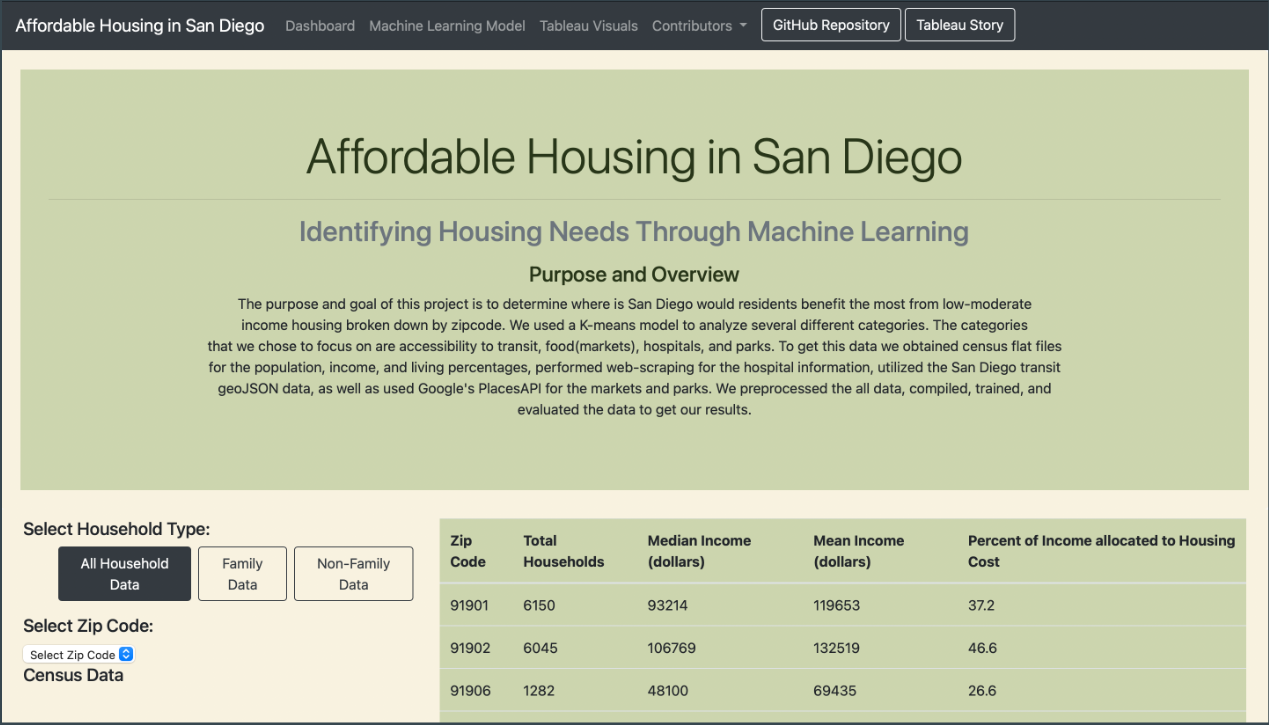 Affordable Housing in San Diego Dashboard Machine Learning Model Tableau Visuals Contributors GitHub Repository Tableau Story
Affordable Housing in San Diego
Identifying Housing Needs Through Machine Learning
Purpose and Overview
The purpose and goal of this project is to determine where is San Diego would residents benefit the most from low-moderate
income housing broken down by zipcode. We used a K-means model to analyze several different categories. The categories
that we chose to focus on are accessibility to transit, food(markets), hospitals, and parks. To get this data we obtained census flat files
for the population, income, and living percentages, performed web-scraping for the hospital information, utilized the San Diego transit
geoJSON data, as well as used Google's PlacesAPI for the markets and parks. We preprocessed the all data, compiled, trained, and
evaluated the data to get our results.
Select Household Type:
All Household
Data
Family
Data
Non-Family
Data
Select Zip Code:
Select Zip Code
Census Data
Zip
Code
Total
Households
Median Income
(dollars)
Mean Income
(dollars)
Percent of Income allocated to Housing
Cost
91901 6150 93214 119653 37.2
91902 6045 106769 132519 46.6
91906 1282 48100 69435 26.6